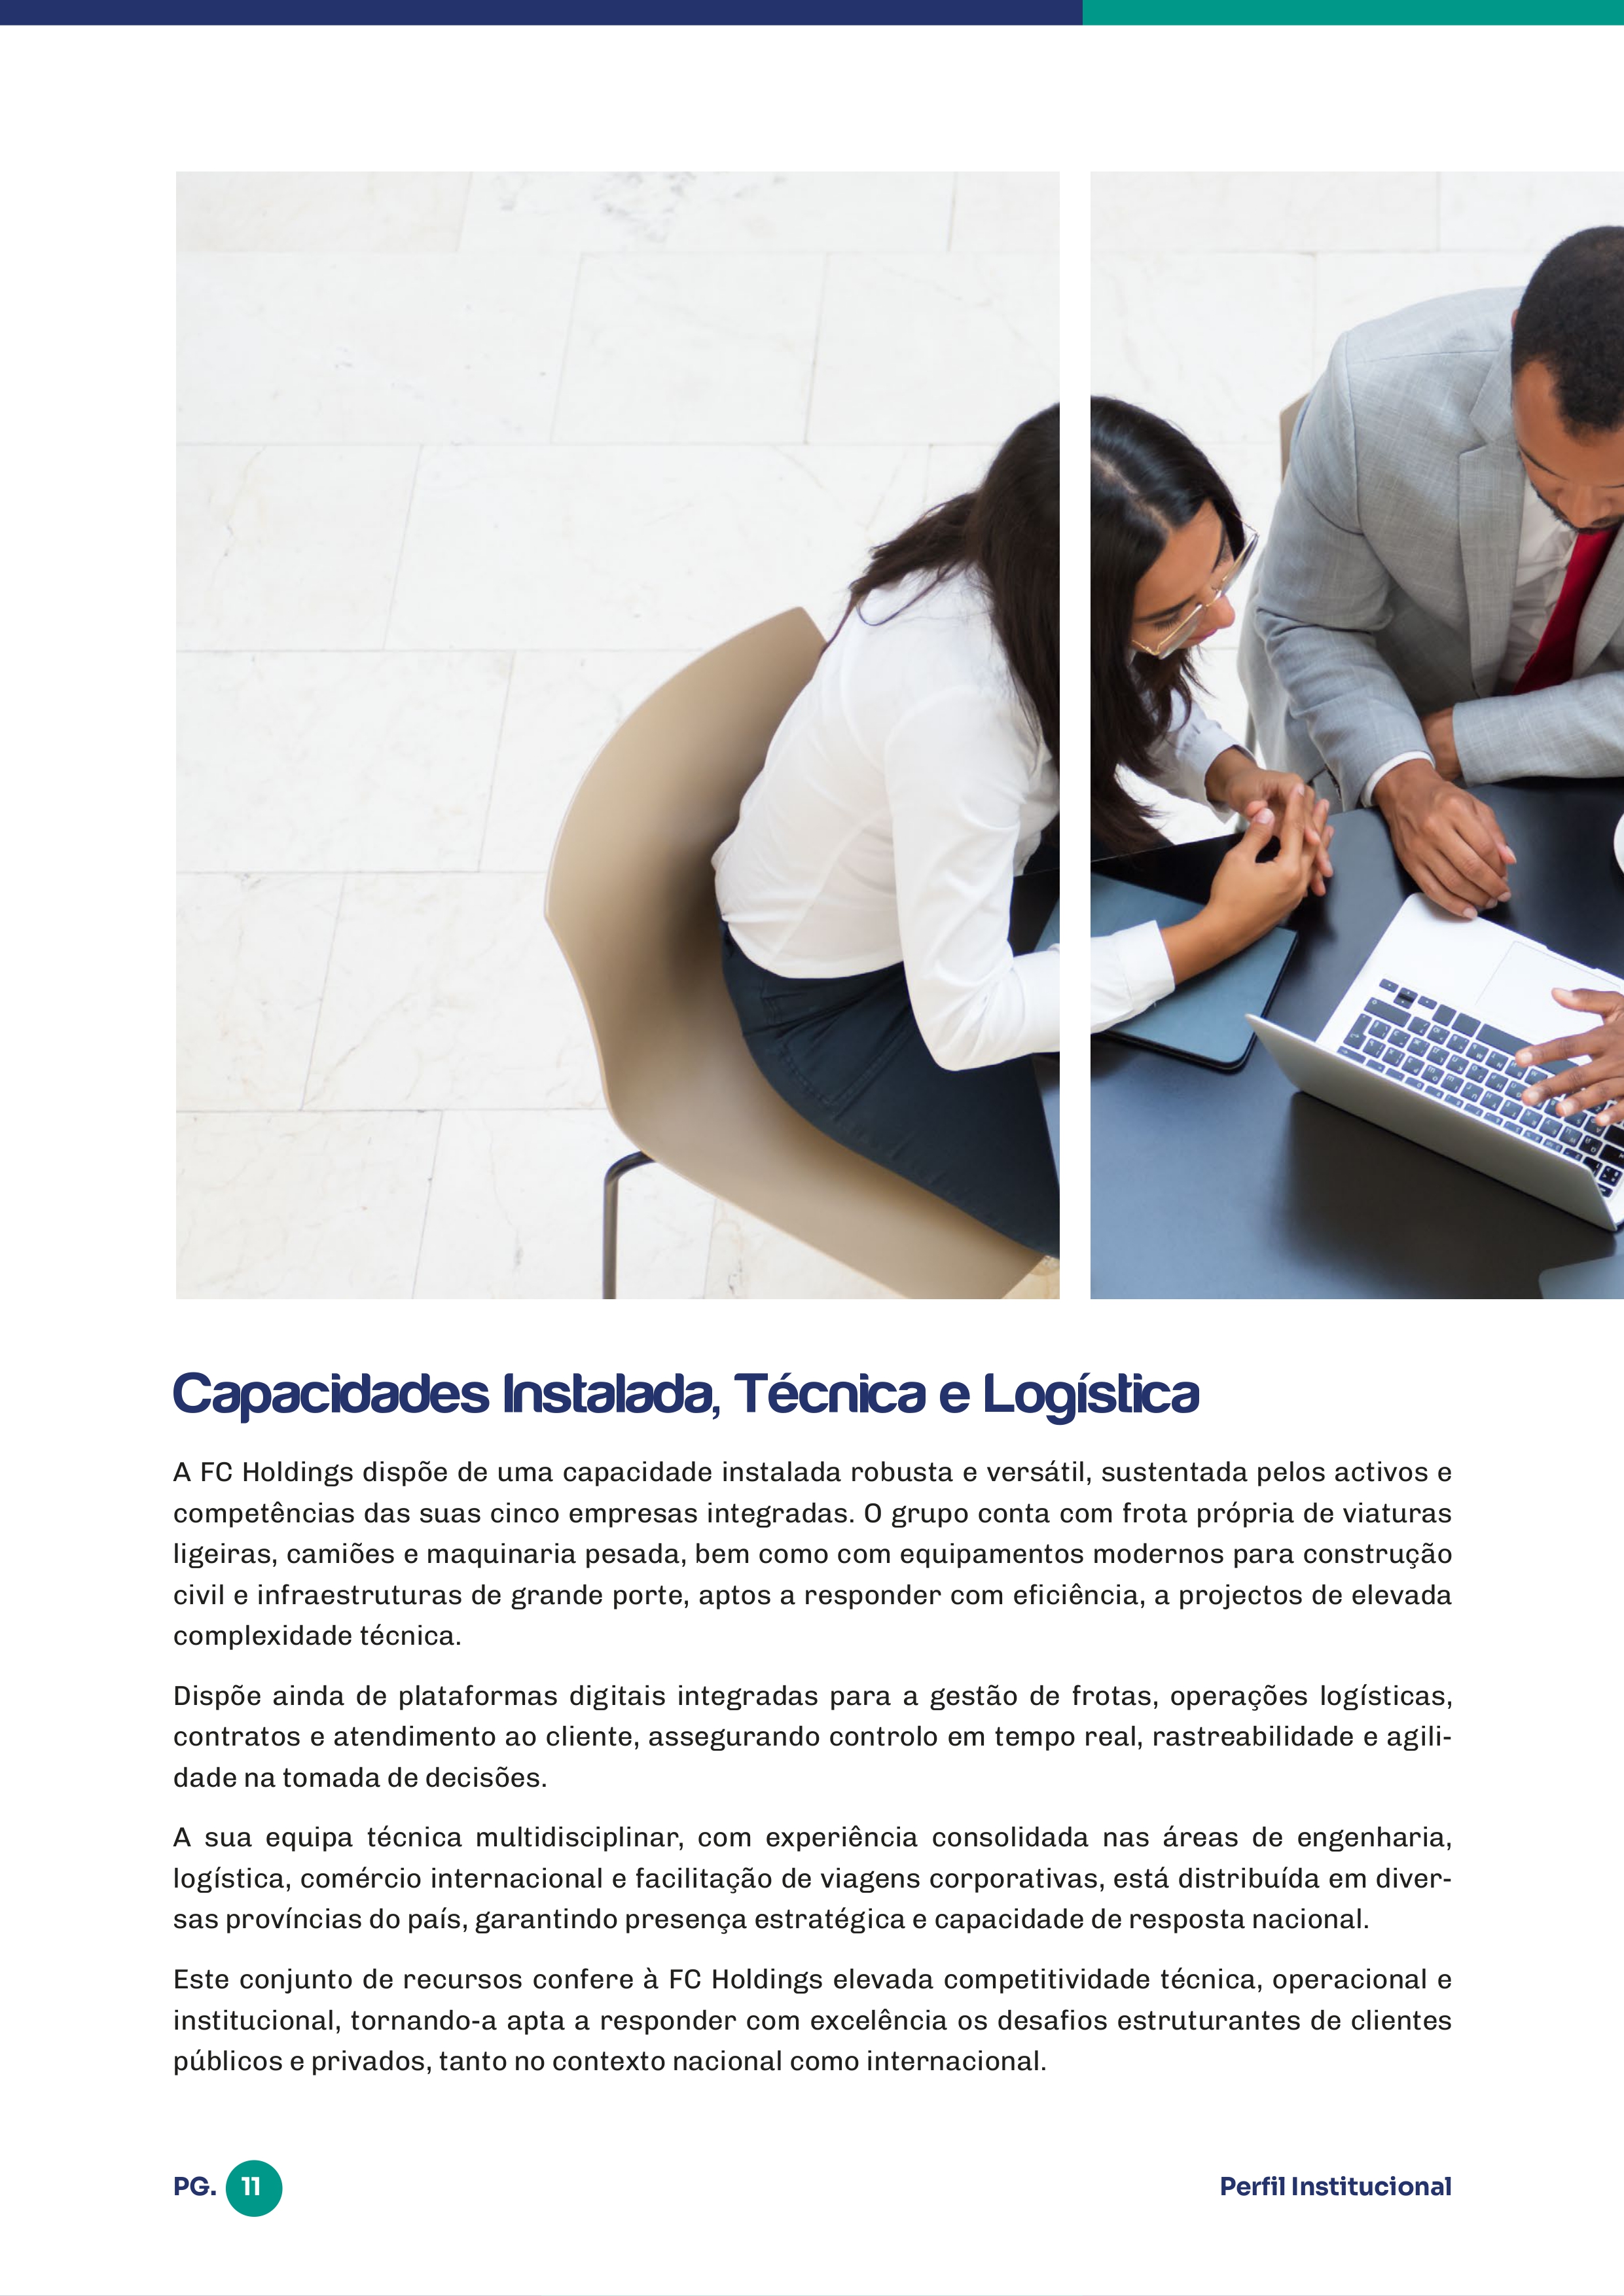 Capacidades Instalada, Técnica e Logística
A FC Holdings dispõe de uma capacidade instalada robusta e versátil, sustentada pelos activos e
competências das suas cinco empresas integradas. O grupo conta com frota própria de viaturas
ligeiras, camiões e maquinaria pesada, bem como com equipamentos modernos para construção
civil e infraestruturas de grande porte, aptos a responder com eficiência, a projectos de elevada
complexidade técnica.
Dispõe ainda de plataformas digitais integradas para a gestão de frotas, operações logísticas,
contratos e atendimento ao cliente, assegurando controlo em tempo real, rastreabilidade e agili-
dade na tomada de decisões.
A sua equipa técnica multidisciplinar, com experiência consolidada nas áreas de engenharia,
logística, comércio internacional e facilitação de viagens corporativas, está distribuída em diver-
sas províncias do país, garantindo presença estratégica e capacidade de resposta nacional.
Este conjunto de recursos confere à FC Holdings elevada competitividade técnica, operacional e
institucional, tornando-a apta a responder com excelência os desafios estruturantes de clientes
públicos e privados, tanto no contexto nacional como internacional.
PG. 11
Perfil Institucional